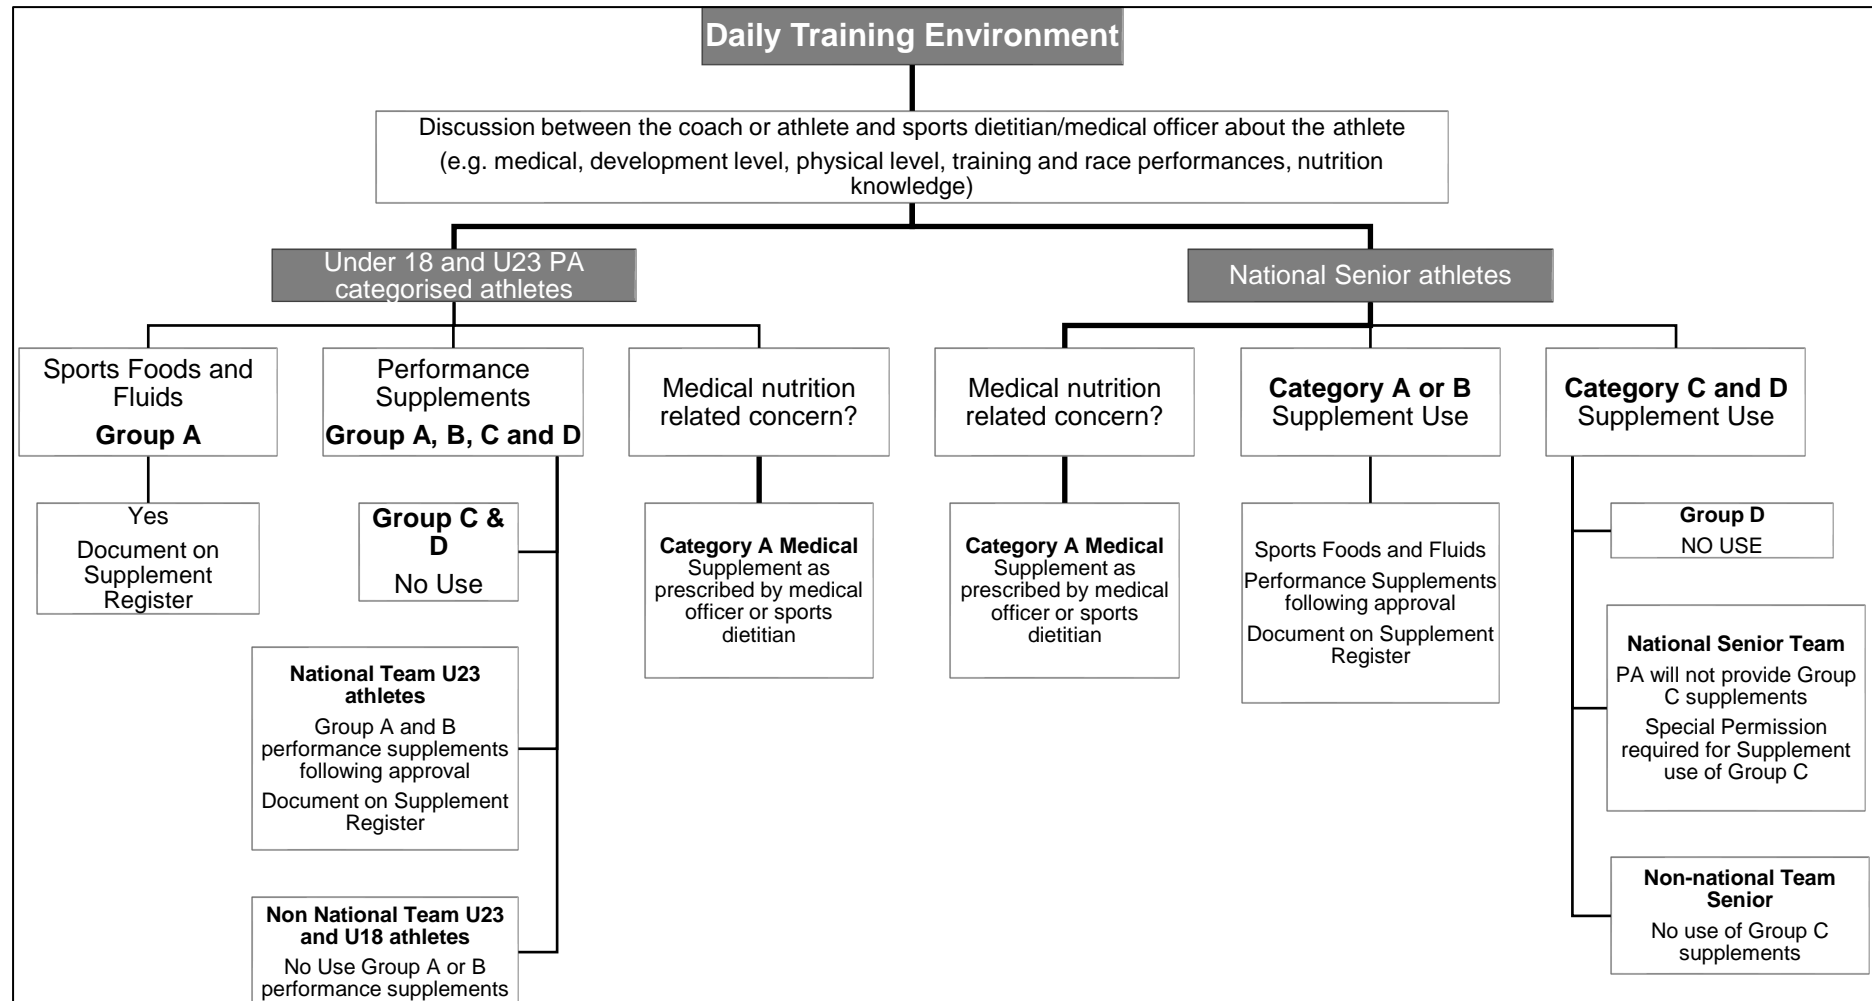 Daily Training Environment
Discussion between the coach or athlete and sports dietitian/medical officer about the athlete
(e.g. medical, development level, physical level, training and race performances, nutrition
knowledge)
Under 18 and U23 PA
categorised athletes
National Senior athletes
Sports Foods and
Fluids
Group A
Performance
Supplements
Group A, B, C and D
Medical nutrition
related concern?
Medical nutrition
related concern?
Category A or B
Supplement Use
Category C and D
Supplement Use
Yes
Document on
Supplement
Register
Group C &
D
No Use
National Team U23
athletes
Group A and B
performance supplements
following approval
Document on Supplement
Register
Non National Team U23
and U18 athletes
No Use Group A or B
performance supplements
Category A Medical
Supplement as
prescribed by medical
officer or sports
dietitian
Category A Medical
Supplement as
prescribed by medical
officer or sports
dietitian
Sports Foods and Fluids
Performance Supplements
following approval
Document on Supplement
Register
Group D
NO USE
National Senior Team
PA will not provide Group
C supplements
Special Permission
required for Supplement
use of Group C
Non-national Team
Senior
No use of Group C
supplements